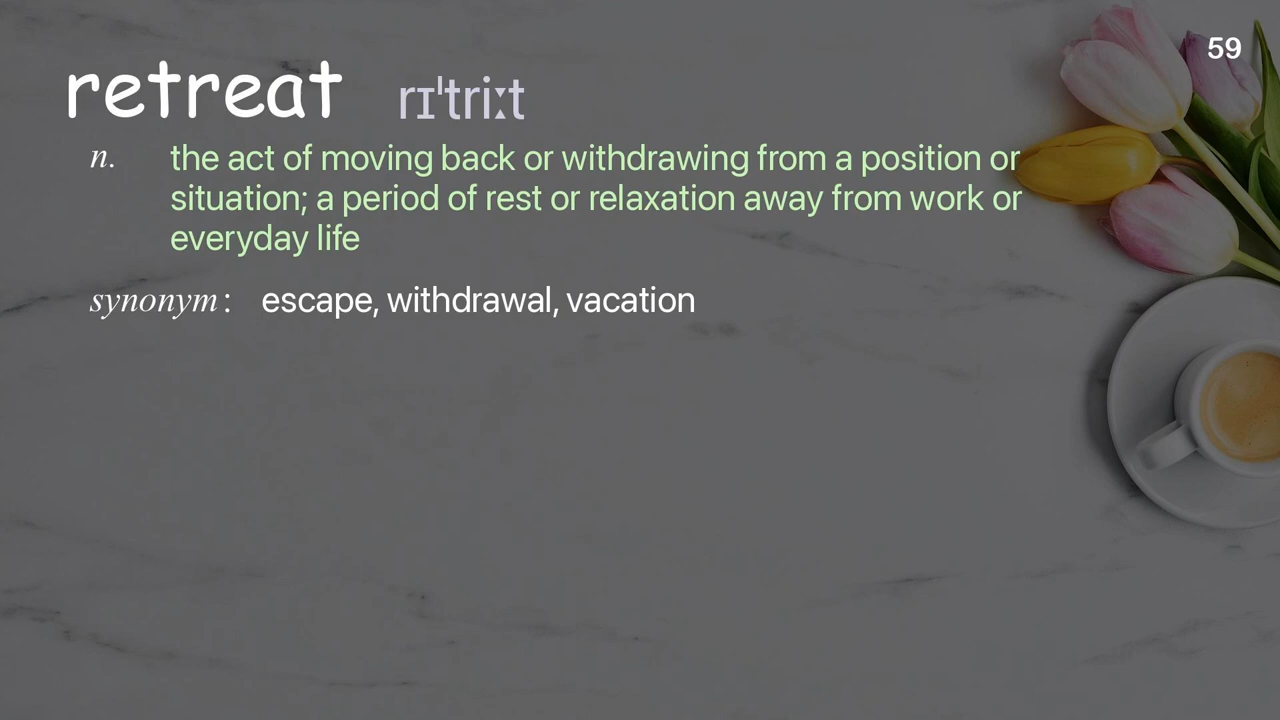 59
retreat rɪˈtriːt
n. the act of moving back or withdrawing from a position or
situation; a period of rest or relaxation away from work or
everyday life
synonym: escape, withdrawal, vacation